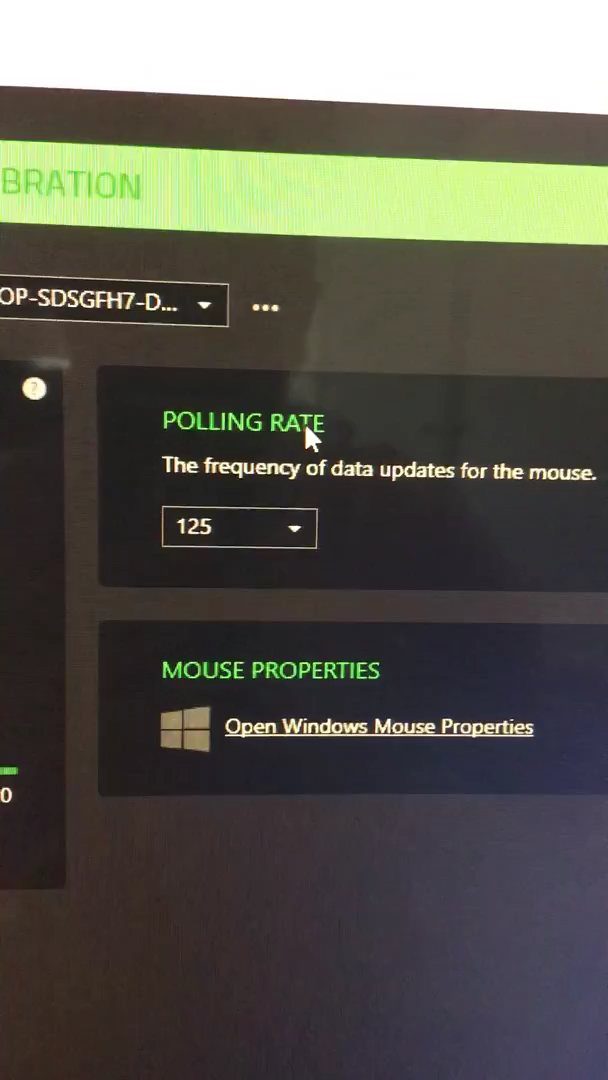 BRATION
OP-SDSGFH7-D...
POLLING RATE
The frequency of data updates for the mouse.
125
MOUSE PROPERTIES
Open Windows Mouse Properties
0